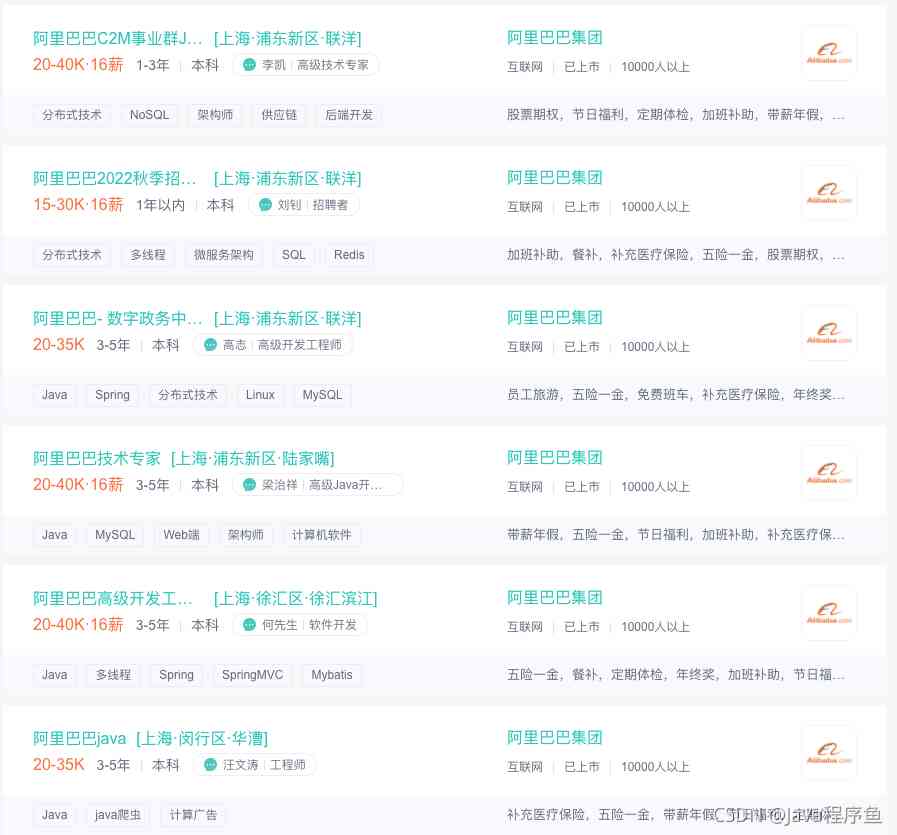 阿里巴巴C2M事业群J... [上海·浦东新区·联洋]
20-40K·16薪 1-3年 本科 李凯 高级技术专家
阿里巴巴集团
互联网 已上市 10000人以上
Alibaba.com
分布式技术 NoSQL 架构师 供应链 后端开发
股票期权，节日福利，定期体检，加班补助，带薪年假，...
阿里巴巴2022秋季招... [上海·浦东新区·联洋]
15-30K·16薪 1年以内 本科 刘钊 招聘者
阿里巴巴集团
互联网 已上市 10000人以上
Alibaba.com
分布式技术 多线程 微服务架构 SQL Redis
加班补助，餐补，补充医疗保险，五险一金，股票期权，...
阿里巴巴- 数字政务中... [上海·浦东新区·联洋]
20-35K 3-5年 本科 高志 高级开发工程师
阿里巴巴集团
互联网 已上市 10000人以上
Alibaba.com
Java Spring 分布式技术 Linux MySQL
员工旅游，五险一金，免费班车，补充医疗保险，年终奖...
阿里巴巴技术专家 [上海·浦东新区·陆家嘴]
20-40K·16薪 3-5年 本科 梁治祥 高级Java开...
阿里巴巴集团
互联网 已上市 10000人以上
Alibaba.com
Java MySQL Web端 架构师 计算机软件
带薪年假，五险一金，节日福利，加班补助，补充医疗保...
阿里巴巴高级开发工... [上海·徐汇区·徐汇滨江]
20-40K·16薪 3-5年 本科 何先生 软件开发
阿里巴巴集团
互联网 已上市 10000人以上
Alibaba.com
Java 多线程 Spring SpringMVC Mybatis
五险一金，餐补，定期体检，年终奖，加班补助，节日福...
阿里巴巴java [上海·闵行区·华漕]
20-35K 3-5年 本科 汪文涛 工程师
阿里巴巴集团
互联网 已上市 10000人以上
Alibaba.com
Java java爬虫 计算广告
补充医疗保险，五险一金，带薪年假
CSDN @java程序鱼